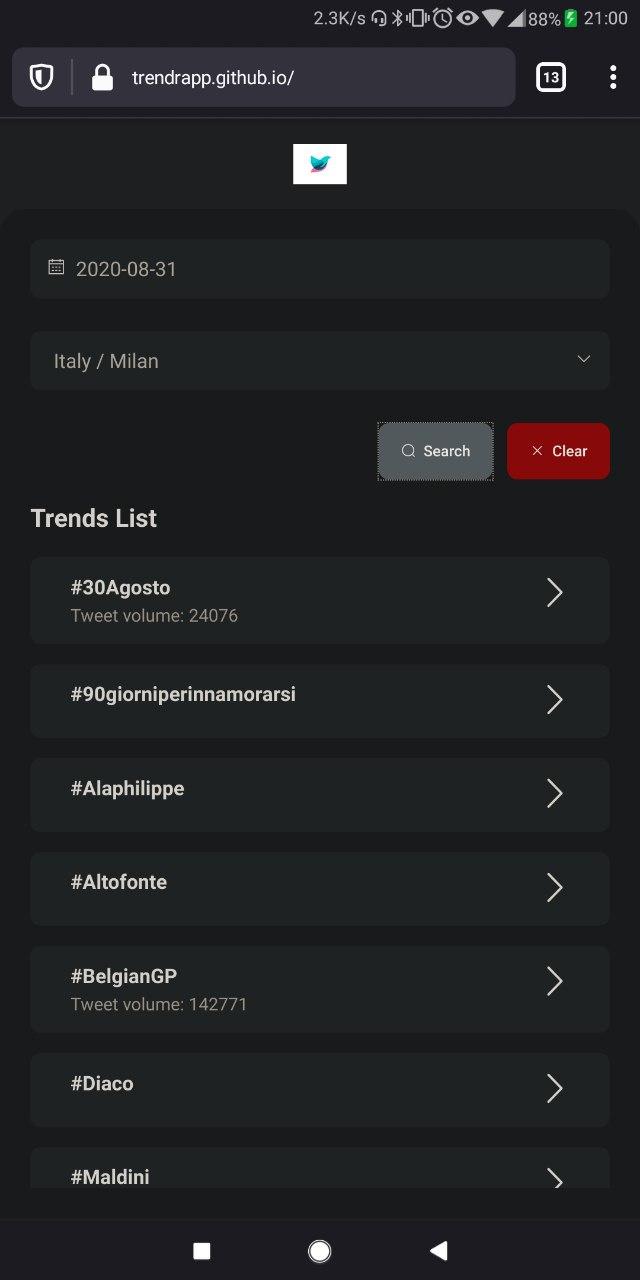 2.3K/s 88% 21:00
trendrapp.github.io/ 13
2020-08-31
Italy / Milan
Search Clear
Trends List
#30Agosto
Tweet volume: 24076
#90giorniperinnamorarsi
#Alaphilippe
#Altofonte
#BelgianGP
Tweet volume: 142771
#Diaco
#Maldini